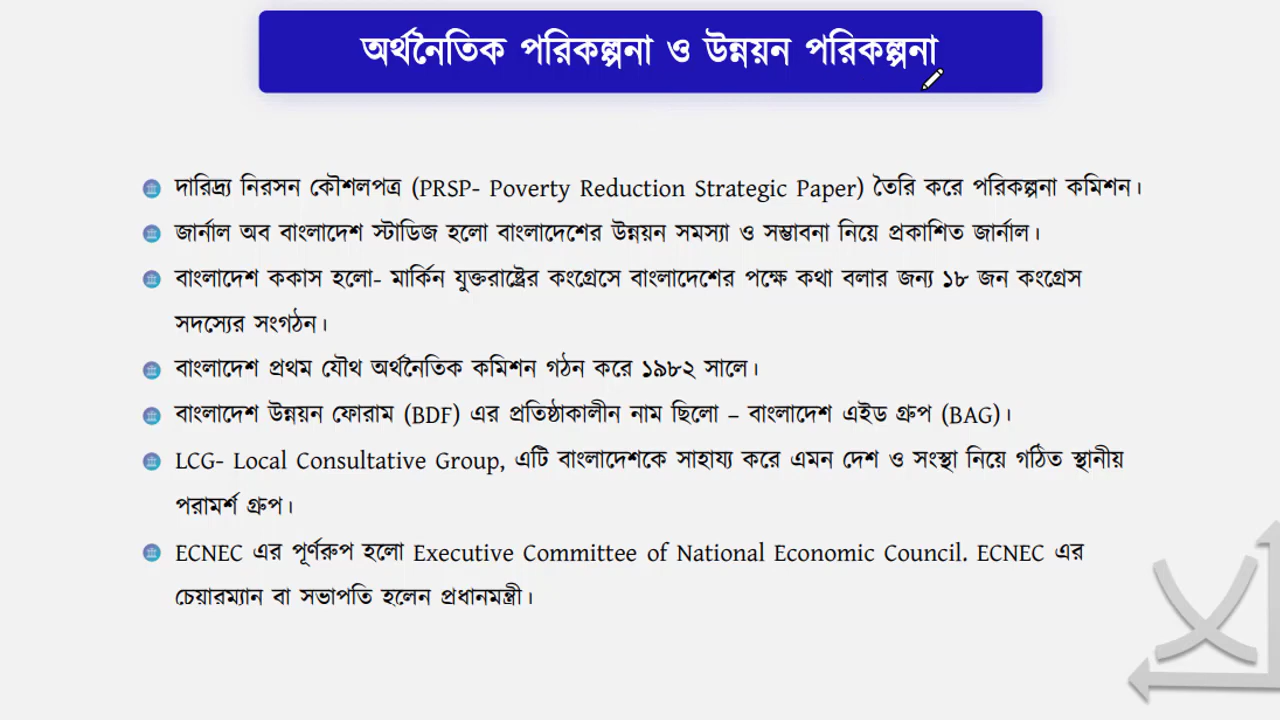 অর্থনৈতিক পরিকল্পনা ও উন্নয়ন পরিকল্পনা
দারিদ্র্য নিরসন কৌশলপত্র (PRSP- Poverty Reduction Strategic Paper) তৈরি করে পরিকল্পনা কমিশন।
জার্নাল অব বাংলাদেশ স্টাডিজ হলো বাংলাদেশের উন্নয়ন সমস্যা ও সম্ভাবনা নিয়ে প্রকাশিত জার্নাল।
বাংলাদেশ ককাস হলো- মার্কিন যুক্তরাষ্ট্রের কংগ্রেসে বাংলাদেশের পক্ষে কথা বলার জন্য ১৮ জন কংগ্রেস
সদস্যের সংগঠন।
বাংলাদেশ প্রথম যৌথ অর্থনৈতিক কমিশন গঠন করে ১৯৮২ সালে।
বাংলাদেশ উন্নয়ন ফোরাম (BDF) এর প্রতিষ্ঠাকালীন নাম ছিলো – বাংলাদেশ এইড গ্রুপ (BAG)।
LCG- Local Consultative Group, এটি বাংলাদেশকে সাহায্য করে এমন দেশ ও সংস্থা নিয়ে গঠিত স্থানীয়
পরামর্শ গ্রুপ।
ECNEC এর পূর্ণরুপ হলো Executive Committee of National Economic Council. ECNEC এর
চেয়ারম্যান বা সভাপতি হলেন প্রধানমন্ত্রী।